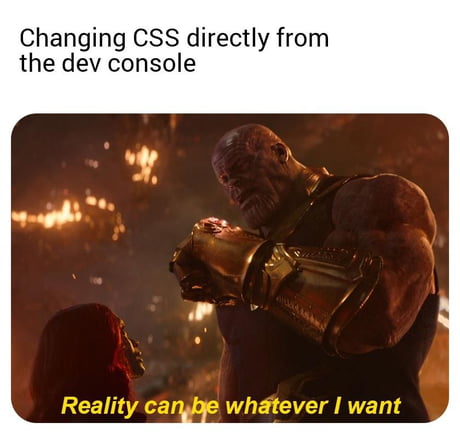 Changing CSS directly from
the dev console
Reality can be whatever I want